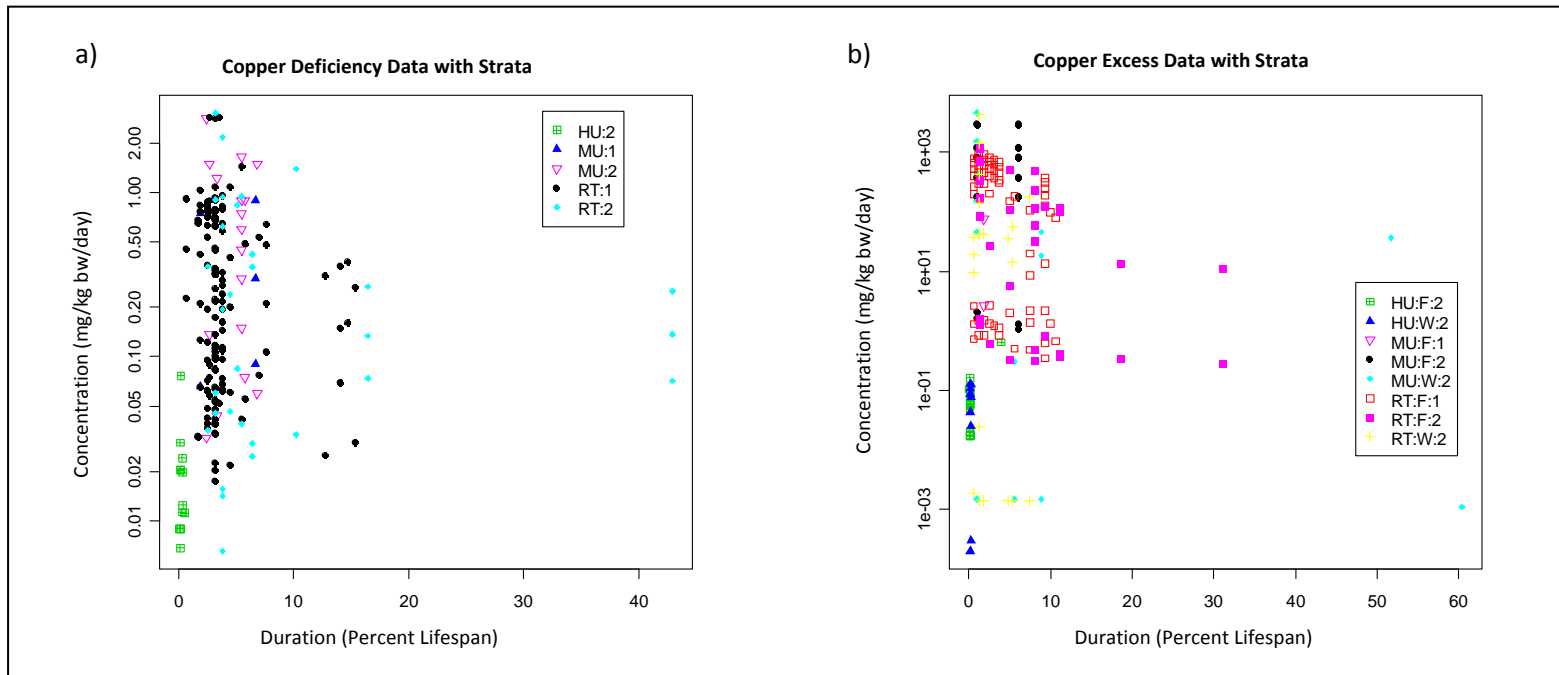 a)
Copper Deficiency Data with Strata
HU:2
MU:1
MU:2
RT:1
RT:2
Concentration (mg/kg bw/day)
2.00
1.00
0.50
0.20
0.10
0.05
0.02
0.01
0 10 20 30 40
Duration (Percent Lifespan)
b)
Copper Excess Data with Strata
HU:F:2
HU:W:2
MU:F:1
MU:F:2
MU:W:2
RT:F:1
RT:F:2
RT:W:2
Concentration (mg/kg bw/day)
1e+03
1e+01
1e-01
1e-03
0 10 20 30 40 50 60
Duration (Percent Lifespan)